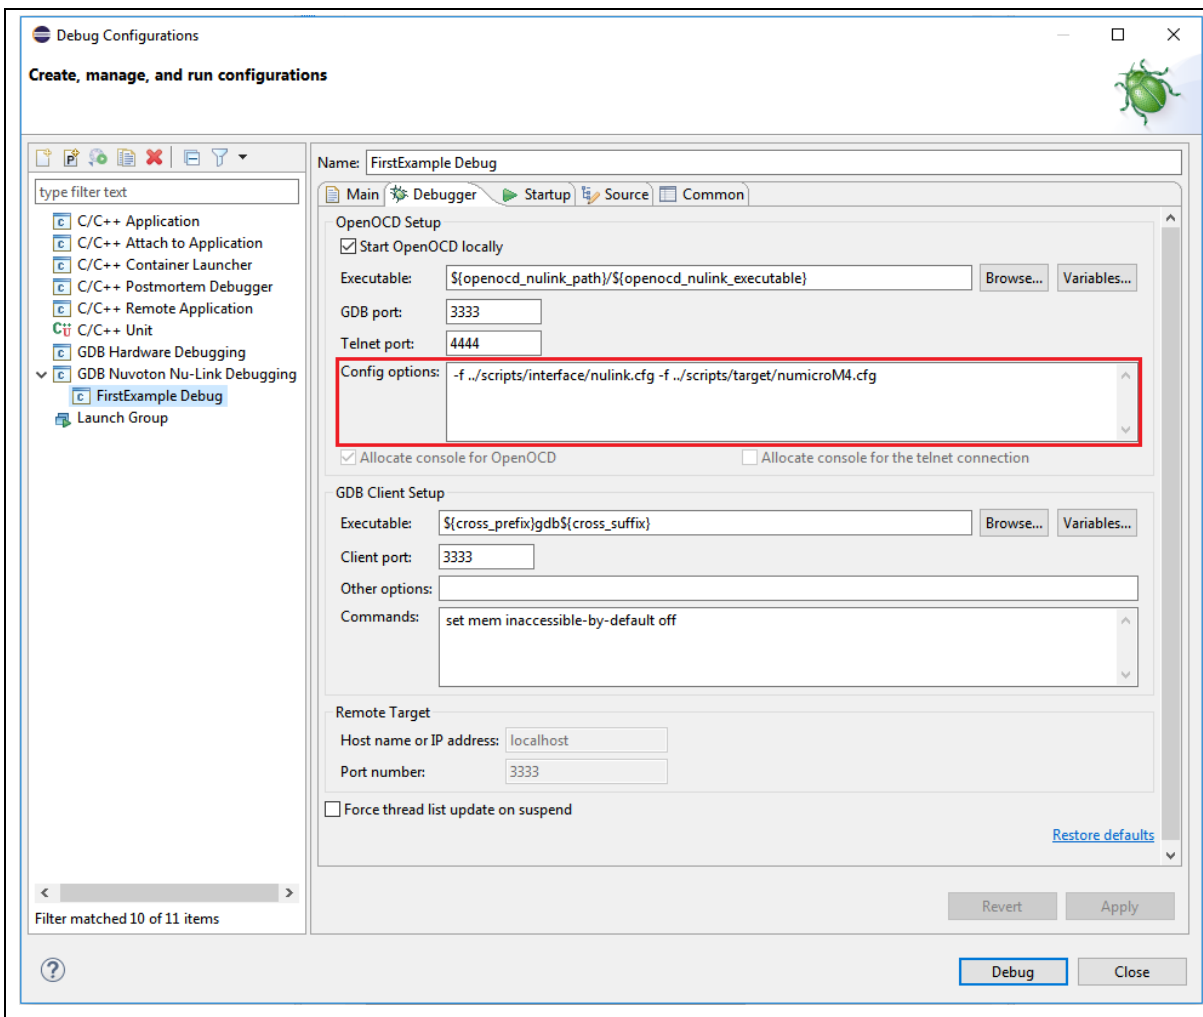 Debug Configurations
Create, manage, and run configurations
type filter text
C/C++ Application
C/C++ Attach to Application
C/C++ Container Launcher
C/C++ Postmortem Debugger
C/C++ Remote Application
C/C++ Unit
GDB Hardware Debugging
GDB Nuvoton Nu-Link Debugging
FirstExample Debug
Launch Group
Filter matched 10 of 11 items
Name: FirstExample Debug
Main Debugger Startup Source Common
OpenOCD Setup
Start OpenOCD locally
Executable: ${openocd_nulink_path}/${openocd_nulink_executable} Browse... Variables...
GDB port: 3333
Telnet port: 4444
Config options: -f ../scripts/interface/nulink.cfg -f ../scripts/target/numicroM4.cfg
Allocate console for OpenOCD Allocate console for the telnet connection
GDB Client Setup
Executable: ${cross_prefix}gdb${cross_suffix} Browse... Variables...
Client port: 3333
Other options:
Commands: set mem inaccessible-by-default off
Remote Target
Host name or IP address: localhost
Port number: 3333
Force thread list update on suspend
Restore defaults
Revert Apply
Debug Close